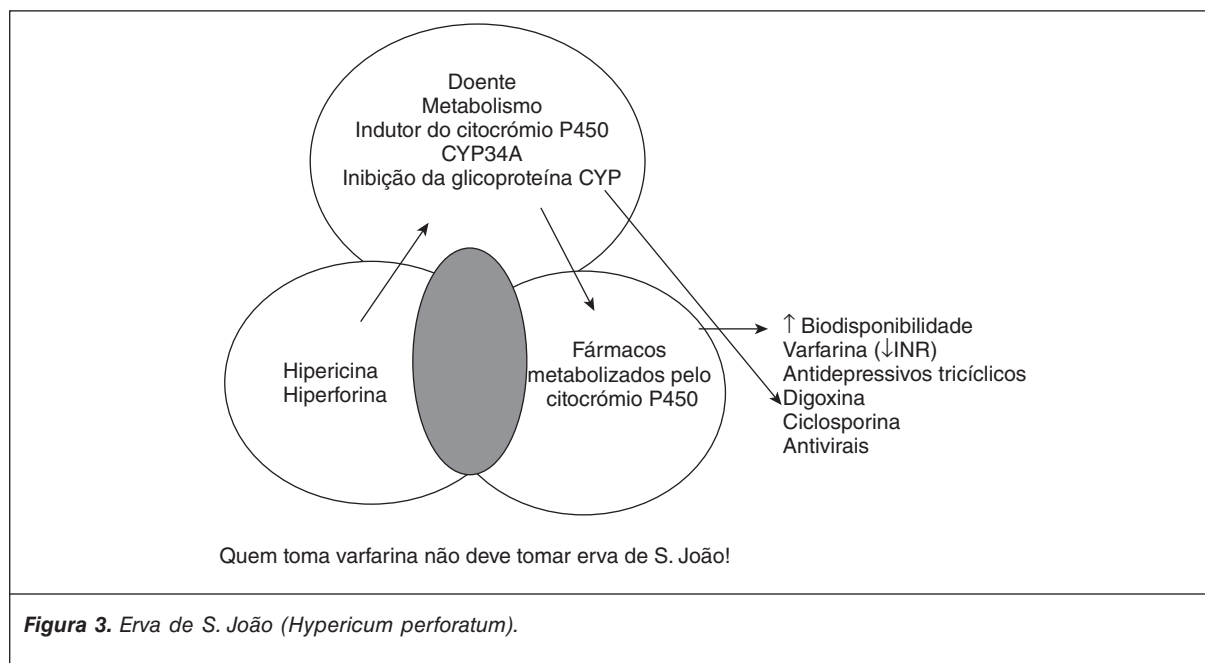 Doente
Metabolismo
Indutor do citocrómio P450
CYP34A
Inibição da glicoproteína CYP
Hipericina
Hiperforina
Fármacos
metabolizados pelo
citocrómio P450
↑ Biodisponibilidade
Varfarina (↓INR)
Antidepressivos tricíclicos
Digoxina
Ciclosporina
Antivirais
Quem toma varfarina não deve tomar erva de S. João!
Figura 3. Erva de S. João (Hypericum perforatum).